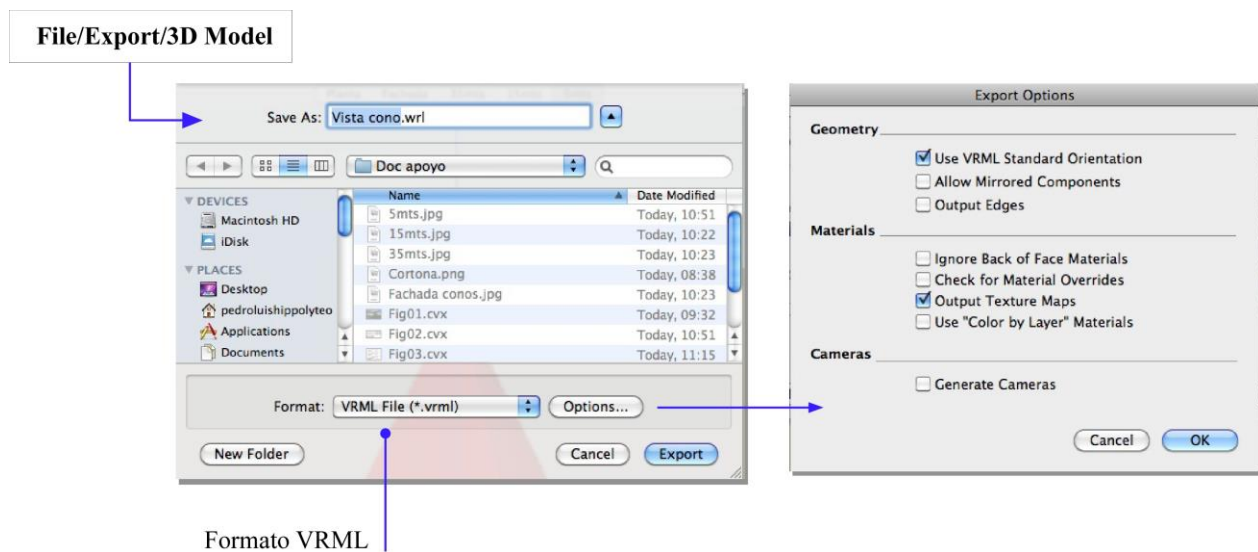 File/Export/3D Model
Save As: Vista cono.wrl
Doc apoyo
Name Date Modified
DEVICES
Macintosh HD
iDisk
PLACES
Desktop
pedroluishippolyteo
Applications
Documents
5mts.jpg Today, 10:51
15mts.jpg Today, 10:22
35mts.jpg Today, 10:23
Cortona.png Today, 08:38
Fachada conos.jpg Today, 10:23
Fig01.cvx Today, 09:32
Fig02.cvx Today, 10:51
Fig03.cvx Today, 11:15
Format: VRML File (*.vrml) Options...
New Folder Cancel Export
Formato VRML
Export Options
Geometry
Use VRML Standard Orientation
Allow Mirrored Components
Output Edges
Materials
Ignore Back of Face Materials
Check for Material Overrides
Output Texture Maps
Use "Color by Layer" Materials
Cameras
Generate Cameras
Cancel OK